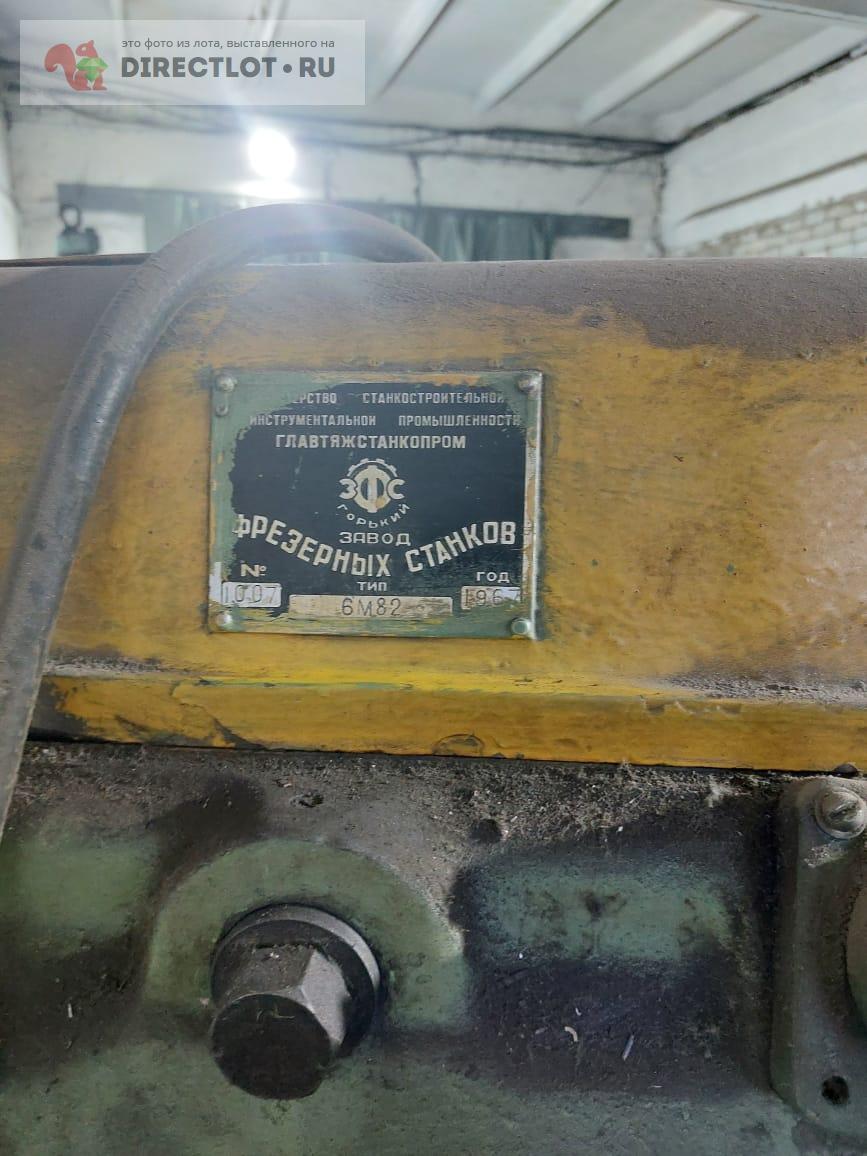 это фото из лота, выставленного на
DIRECTLOT•RU
ЕРСТВО СТАНКОСТРОИТЕЛЬНОЙ
ИНСТРУМЕНТАЛЬНОЙ ПРОМЫШЛЕННОСТИ
ГЛАВТЯЖСТАНКОПРОМ
ЗФС
ГОРЬКИЙ
ЗАВОД
ФРЕЗЕРНЫХ СТАНКОВ
№ ТИП ГОД
1007 6М82 1967